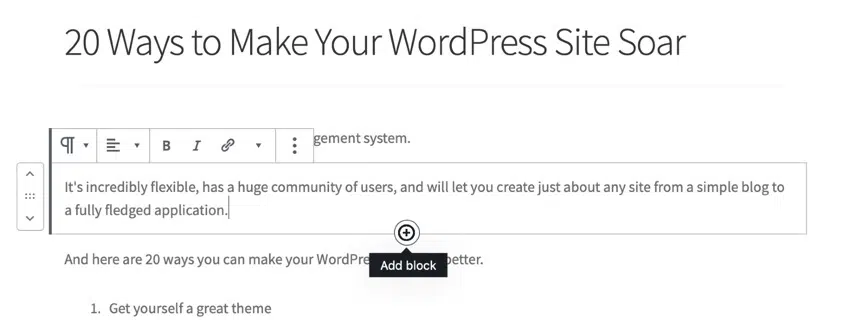 20 Ways to Make Your WordPress Site Soar
B I gement system.
It's incredibly flexible, has a huge community of users, and will let you create just about any site from a simple blog to
a fully fledged application.
And here are 20 ways you can make your WordPre etter.
Add block
1. Get yourself a great theme